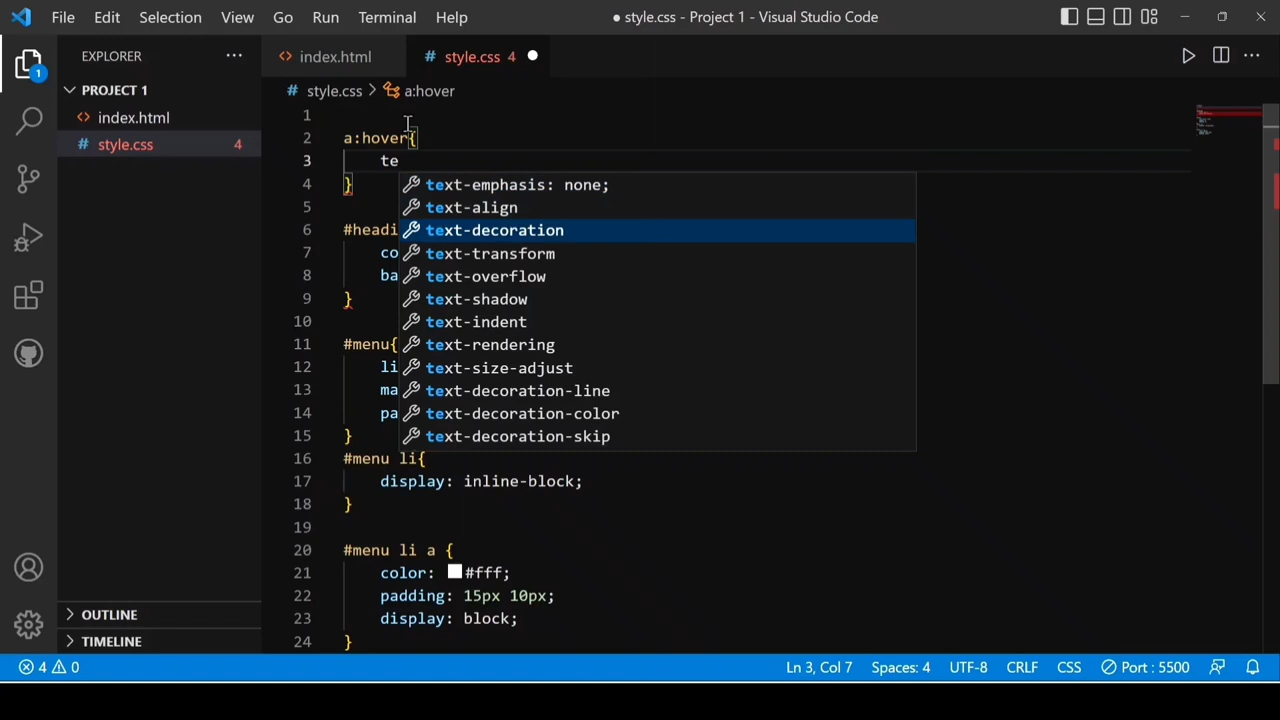 File Edit Selection View Go Run Terminal Help ● style.css - Project 1 - Visual Studio Code
EXPLORER ··· <> index.html # style.css 4 ● ···
1
PROJECT 1
# style.css > a:hover
<> index.html
# style.css 4
1
2 a:hover{
3 te
4 }
text-emphasis: none;
5
text-align
6 #headi
text-decoration
7 co
text-transform
8 ba
text-overflow
9 }
text-shadow
10
text-indent
11 #menu{
text-rendering
12 li
text-size-adjust
13 ma
text-decoration-line
14 pa
text-decoration-color
15 }
text-decoration-skip
16 #menu li{
17 display: inline-block;
18 }
19
20 #menu li a {
21 color: #fff;
22 padding: 15px 10px;
23 display: block;
24 }
OUTLINE
TIMELINE
4 0 Ln 3, Col 7 Spaces: 4 UTF-8 CRLF CSS Port : 5500